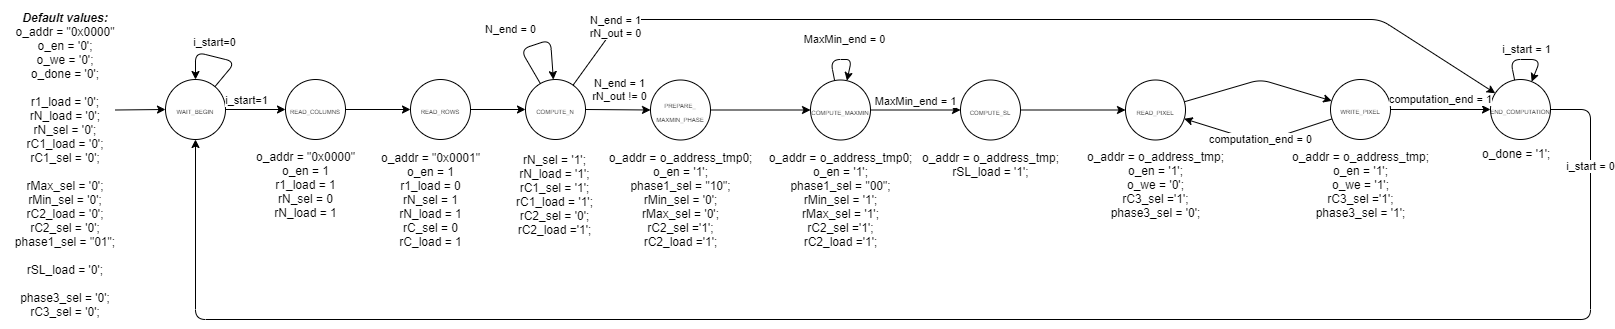 Default values:
o_addr = "0x0000"
o_en = '0';
o_we = '0';
o_done = '0';
r1_load = '0';
rN_load = '0';
rN_sel = '0';
rC1_load = '0';
rC1_sel = '0';
rMax_sel = '0';
rMin_sel = '0';
rC2_load = '0';
rC2_sel = '0';
phase1_sel = "01";
rSL_load = '0';
phase3_sel = '0';
rC3_sel = '0';
i_start=0
WAIT_BEGIN
i_start=1
READ_COLUMNS
o_addr = "0x0000"
o_en = 1
r1_load = 1
rN_sel = 0
rN_load = 1
READ_ROWS
o_addr = "0x0001"
o_en = 1
r1_load = 0
rN_sel = 1
rN_load = 1
rC_sel = 0
rC_load = 1
N_end = 0
COMPUTE_N
rN_sel = '1';
rN_load = '1';
rC1_sel = '1';
rC1_load = '1';
rC2_sel = '0';
rC2_load ='1';
N_end = 1
rN_out = 0
N_end = 1
rN_out != 0
PREPARE_
MAXMIN_PHASE
o_addr = o_address_tmp0;
o_en = '1';
phase1_sel = "10";
rMin_sel = '0';
rMax_sel = '0';
rC2_sel ='1';
rC2_load ='1';
MaxMin_end = 0
COMPUTE_MAXMIN
o_addr = o_address_tmp0;
o_en = '1';
phase1_sel = "00";
rMin_sel = '1';
rMax_sel = '1';
rC2_sel ='1';
rC2_load ='1';
MaxMin_end = 1
COMPUTE_SL
o_addr = o_address_tmp;
rSL_load = '1';
READ_PIXEL
o_addr = o_address_tmp;
o_en = '1';
o_we = '0';
rC3_sel ='1';
phase3_sel = '0';
computation_end = 0
WRITE_PIXEL
o_addr = o_address_tmp;
o_en = '1';
o_we = '1';
rC3_sel ='1';
phase3_sel = '1';
computation_end = 1
i_start = 1
END_COMPUTATION
o_done = '1';
i_start = 0